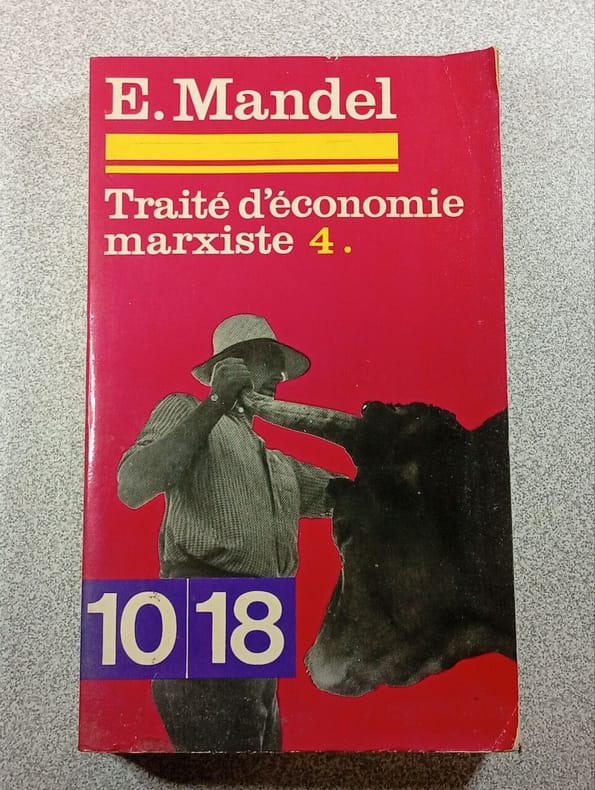 E. Mandel
Traité d'économie
marxiste 4.
10 18